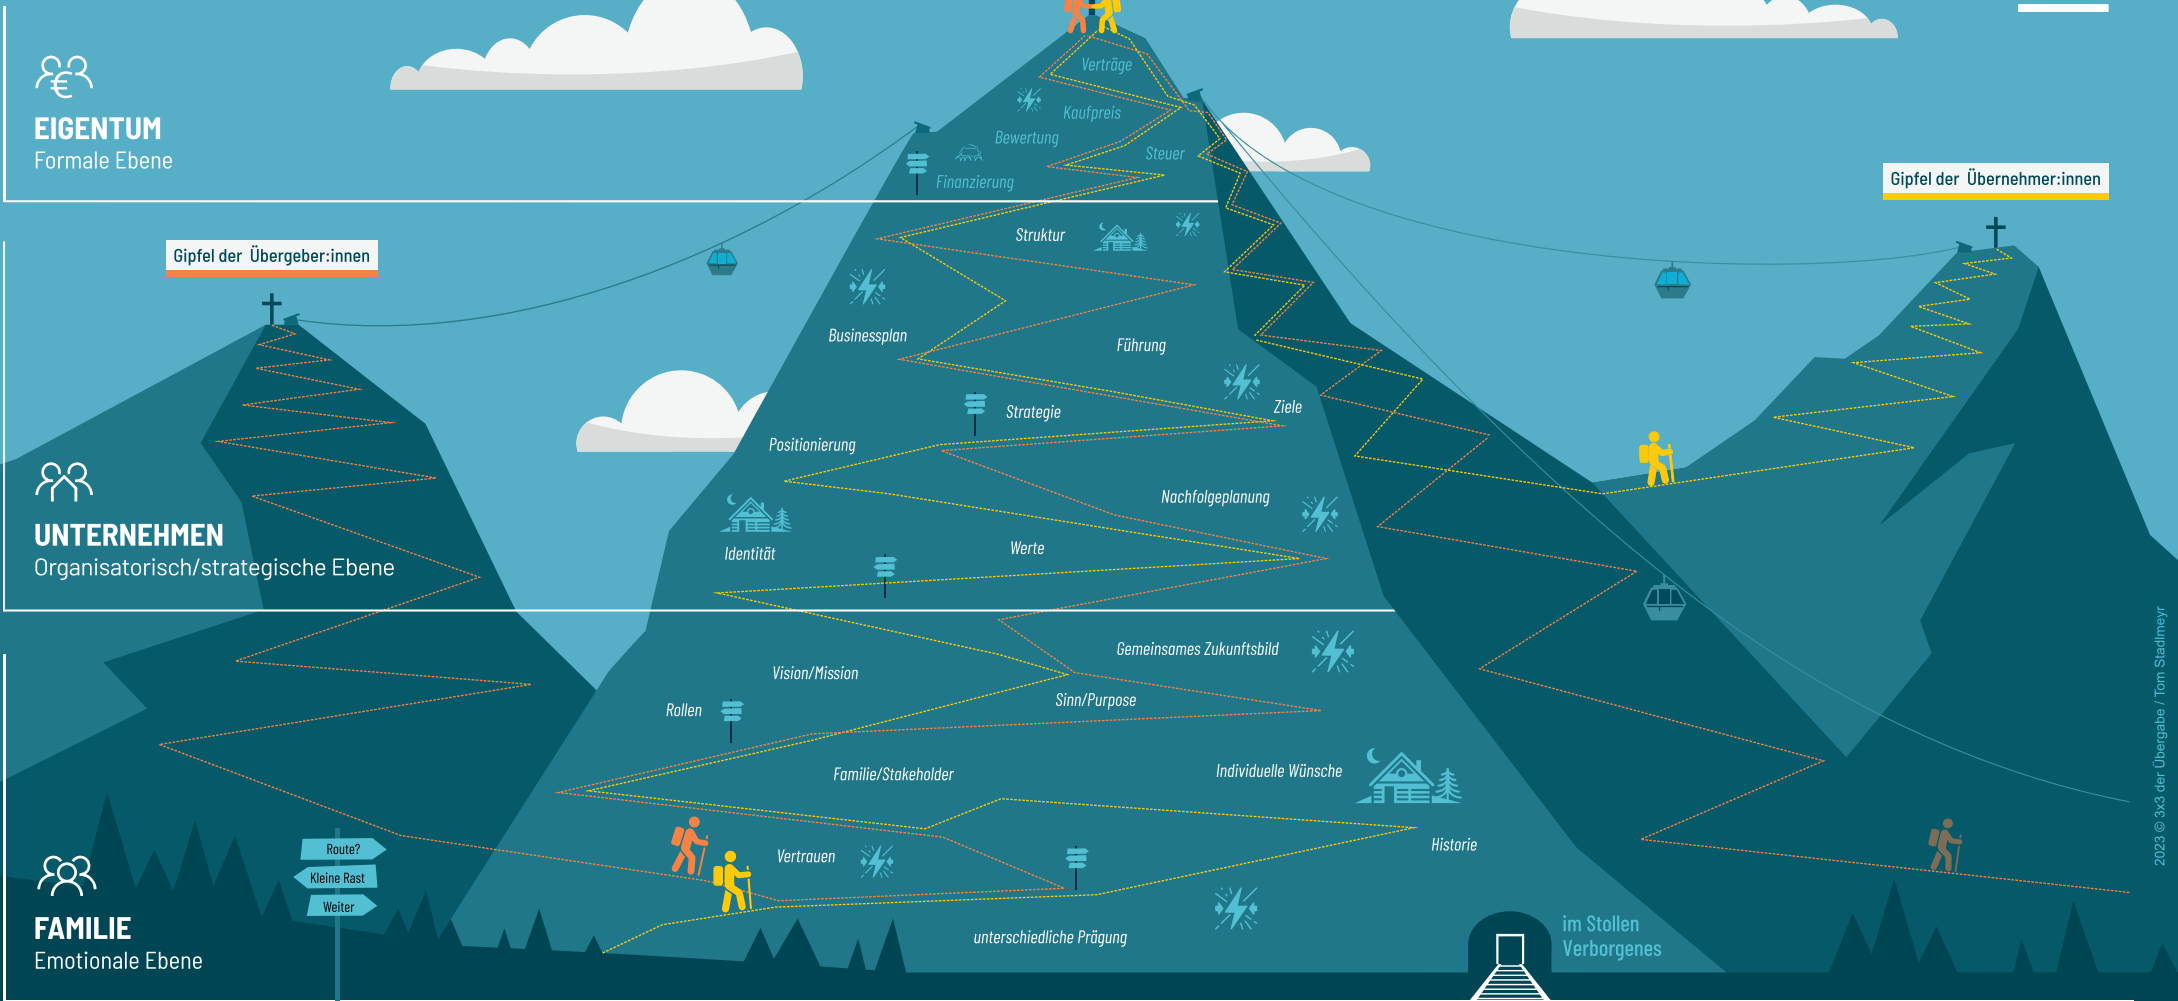 EIGENTUM
Formale Ebene
Verträge
Kaufpreis
Bewertung
Steuer
Finanzierung
Gipfel der Übergeber:innen
Gipfel der Übernehmer:innen
UNTERNEHMEN
Organisatorisch/strategische Ebene
Struktur
Businessplan
Führung
Ziele
Strategie
Positionierung
Nachfolgeplanung
Werte
Identität
FAMILIE
Emotionale Ebene
Gemeinsames Zukunftsbild
Vision/Mission
Sinn/Purpose
Rollen
Familie/Stakeholder
Individuelle Wünsche
Historie
Vertrauen
unterschiedliche Prägung
Route?
Kleine Rast
Weiter
im Stollen
Verborgenes
2023 © 3x3 der Übergabe / Tom Stadlmeyr